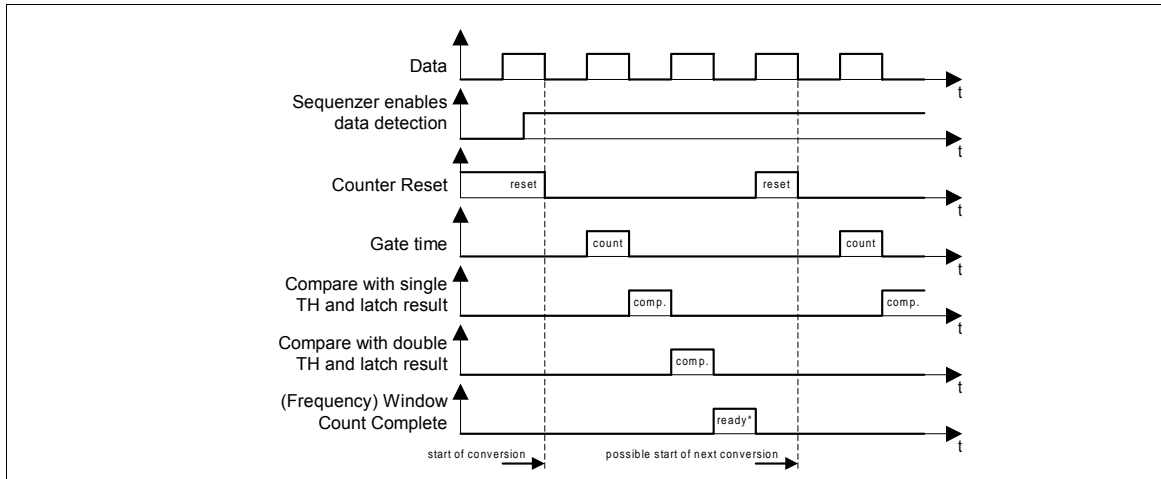 Data
t
Sequenzer enables
data detection
t
Counter Reset
reset
reset
t
Gate time
count
count
t
Compare with single
TH and latch result
comp.
comp.
t
Compare with double
TH and latch result
comp.
t
(Frequency) Window
Count Complete
ready*
t
start of conversion
possible start of next conversion